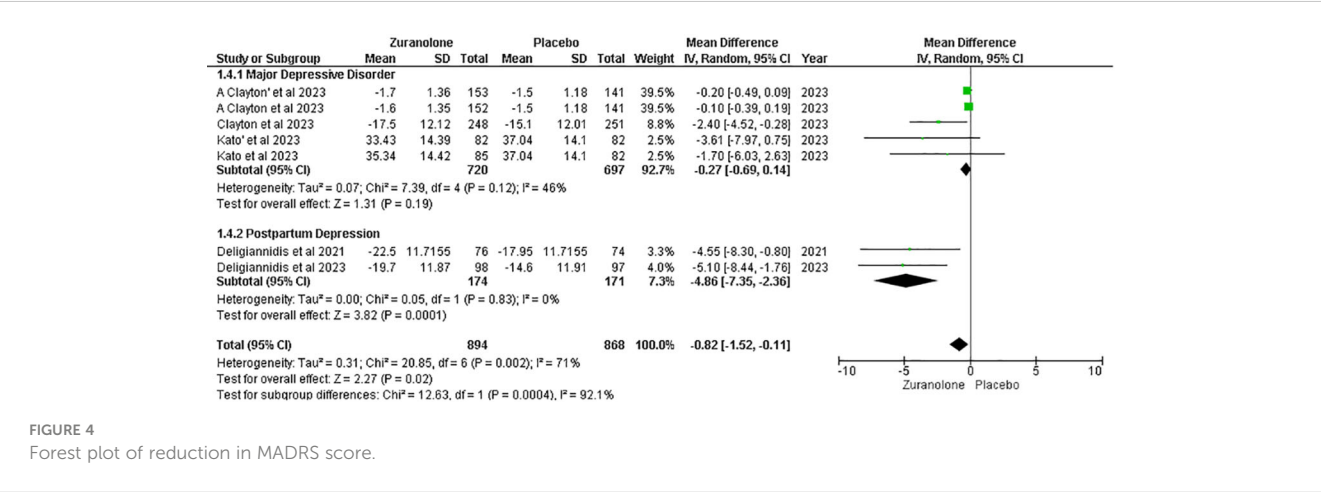 Zuranolone Placebo Mean Difference Mean Difference
Study or Subgroup Mean SD Total Mean SD Total Weight IV, Random, 95% CI Year IV, Random, 95% CI
1.4.1 Major Depressive Disorder
A Clayton' et al 2023 -1.7 1.36 153 -1.5 1.18 141 39.5% -0.20 [-0.49, 0.09] 2023
A Clayton et al 2023 -1.6 1.35 152 -1.5 1.18 141 39.5% -0.10 [-0.39, 0.19] 2023
Clayton et al 2023 -17.5 12.12 248 -15.1 12.01 251 8.8% -2.40 [-4.52, -0.28] 2023
Kato' et al 2023 33.43 14.39 82 37.04 14.1 82 2.5% -3.61 [-7.97, 0.75] 2023
Kato et al 2023 35.34 14.42 85 37.04 14.1 82 2.5% -1.70 [-6.03, 2.63] 2023
Subtotal (95% CI) 720 697 92.7% -0.27 [-0.69, 0.14]
Heterogeneity: Tau² = 0.07; Chi² = 7.39, df = 4 (P = 0.12); I² = 46%
Test for overall effect: Z = 1.31 (P = 0.19)
1.4.2 Postpartum Depression
Deligiannidis et al 2021 -22.5 11.7155 76 -17.95 11.7155 74 3.3% -4.55 [-8.30, -0.80] 2021
Deligiannidis et al 2023 -19.7 11.87 98 -14.6 11.91 97 4.0% -5.10 [-8.44, -1.76] 2023
Subtotal (95% CI) 174 171 7.3% -4.86 [-7.35, -2.36]
Heterogeneity: Tau² = 0.00; Chi² = 0.05, df = 1 (P = 0.83); I² = 0%
Test for overall effect: Z = 3.82 (P = 0.0001)
Total (95% CI) 894 868 100.0% -0.82 [-1.52, -0.11]
Heterogeneity: Tau² = 0.31; Chi² = 20.85, df = 6 (P = 0.002); I² = 71%
Test for overall effect: Z = 2.27 (P = 0.02)
Test for subgroup differences: Chi² = 12.63, df = 1 (P = 0.0004), I² = 92.1%
-10 -5 0 5 10
Zuranolone Placebo
FIGURE 4
Forest plot of reduction in MADRS score.